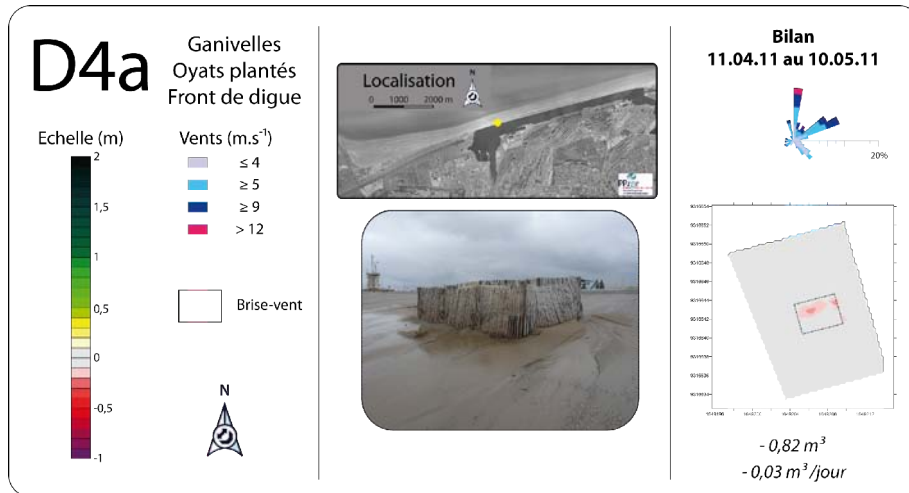 D4a
Ganivelles
Oyats plantés
Front de digue
Echelle (m)
2
1,5
1
0,5
0
-0,5
-1
Vents (m.s⁻¹)
≤ 4
≥ 5
≥ 9
> 12
Brise-vent
N
Localisation
N
0 1000 2000 m
Bilan
11.04.11 au 10.05.11
20%
- 0,82 m³
- 0,03 m³/jour